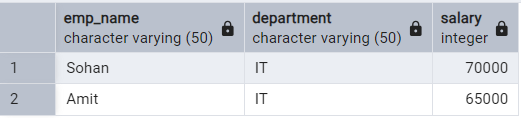 emp_name department salary
character varying (50) character varying (50) integer
1 Sohan IT 70000
2 Amit IT 65000